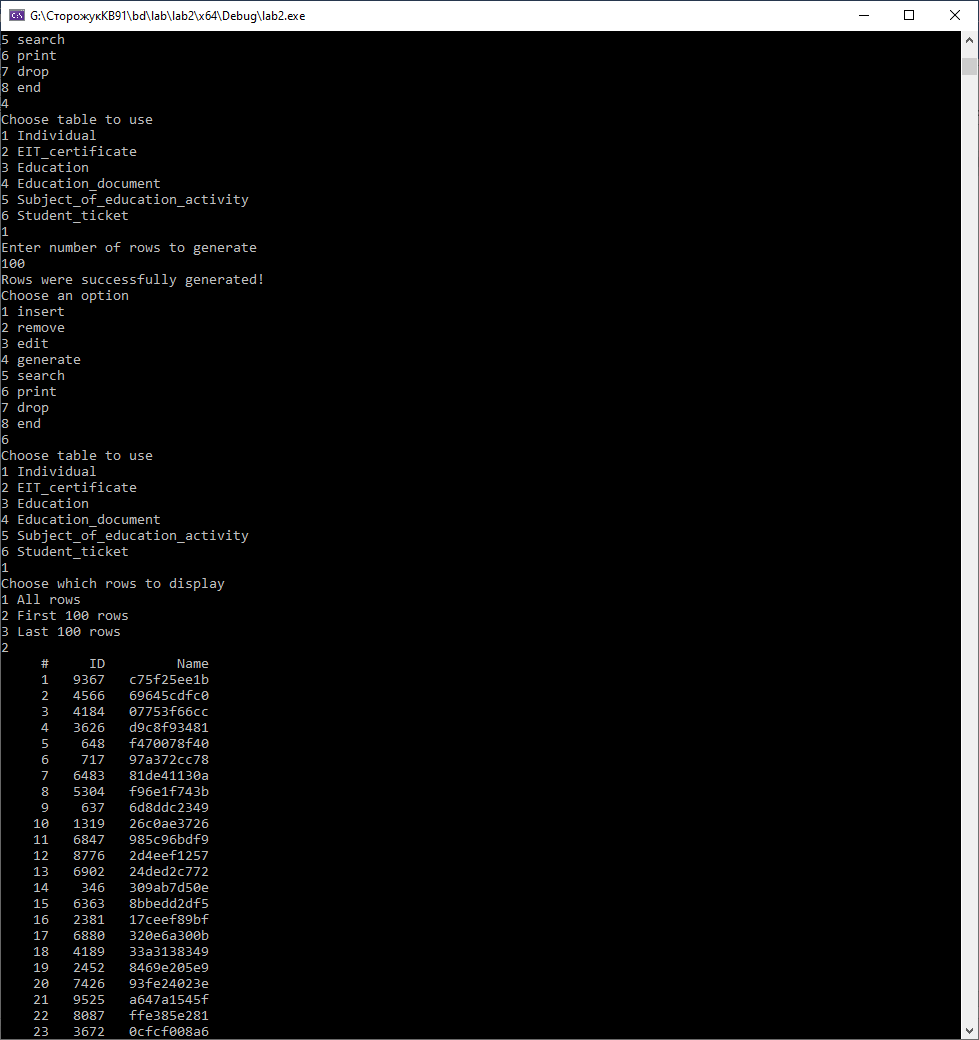 G:\СторожукКВ91\bd\lab\lab2\x64\Debug\lab2.exe
5 search
6 print
7 drop
8 end
4
Choose table to use
1 Individual
2 EIT_certificate
3 Education
4 Education_document
5 Subject_of_education_activity
6 Student_ticket
1
Enter number of rows to generate
100
Rows were successfully generated!
Choose an option
1 insert
2 remove
3 edit
4 generate
5 search
6 print
7 drop
8 end
6
Choose table to use
1 Individual
2 EIT_certificate
3 Education
4 Education_document
5 Subject_of_education_activity
6 Student_ticket
1
Choose which rows to display
1 All rows
2 First 100 rows
3 Last 100 rows
2
# ID Name
1 9367 c75f25ee1b
2 4566 69645cdfc0
3 4184 07753f66cc
4 3626 d9c8f93481
5 648 f470078f40
6 717 97a372cc78
7 6483 81de41130a
8 5304 f96e1f743b
9 637 6d8ddc2349
10 1319 26c0ae3726
11 6847 985c96bdf9
12 8776 2d4eef1257
13 6902 24ded2c772
14 346 309ab7d50e
15 6363 8bbedd2df5
16 2381 17ceef89bf
17 6880 320e6a300b
18 4189 33a3138349
19 2452 8469e205e9
20 7426 93fe24023e
21 9525 a647a1545f
22 8087 ffe385e281
23 3672 0cfcf008a6